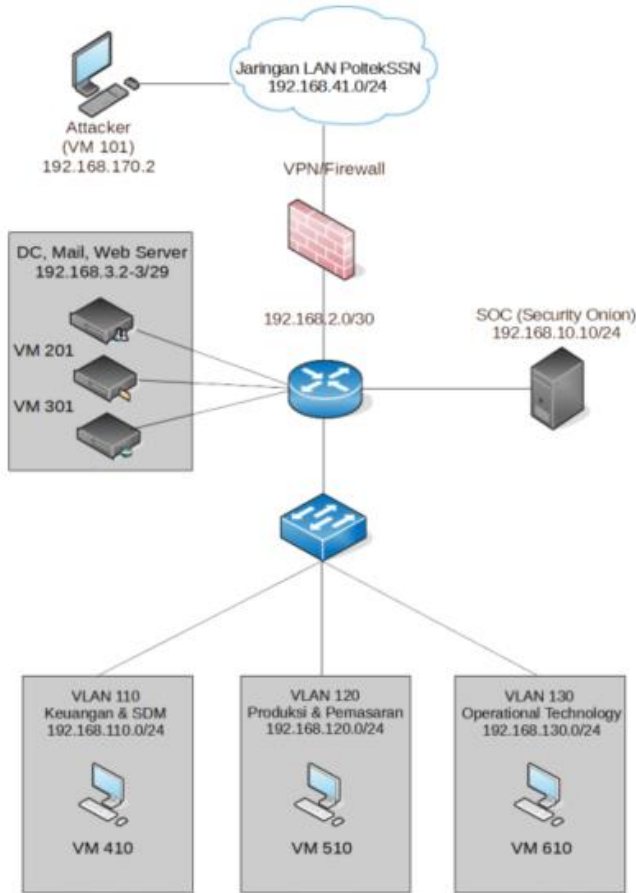 Jaringan LAN PoltekSSN
192.168.41.0/24
Attacker
(VM 101)
192.168.170.2
VPN/Firewall
DC, Mail, Web Server
192.168.3.2-3/29
VM 201
VM 301
192.168.2.0/30
SOC (Security Onion)
192.168.10.10/24
VLAN 110
Keuangan & SDM
192.168.110.0/24
VM 410
VLAN 120
Produksi & Pemasaran
192.168.120.0/24
VM 510
VLAN 130
Operational Technology
192.168.130.0/24
VM 610